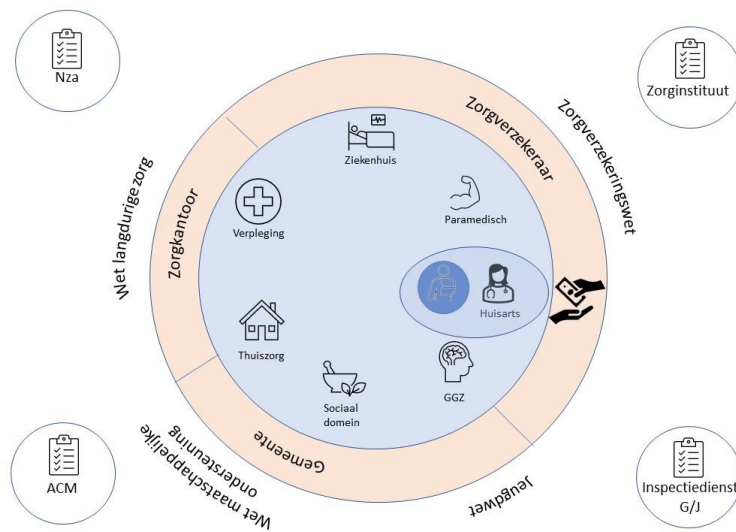 Nza
Zorginstituut
Zorgverzekeraar
Zorgverzekeringswet
Ziekenhuis
Wet langdurige zorg
Zorgkantoor
Verpleging
Paramedisch
Huisarts
Thuiszorg
Sociaal
domein
GGZ
Gemeente
Wet maatschappelijke
ondersteuning
Jeugdwet
ACM
Inspectiedienst
G/J